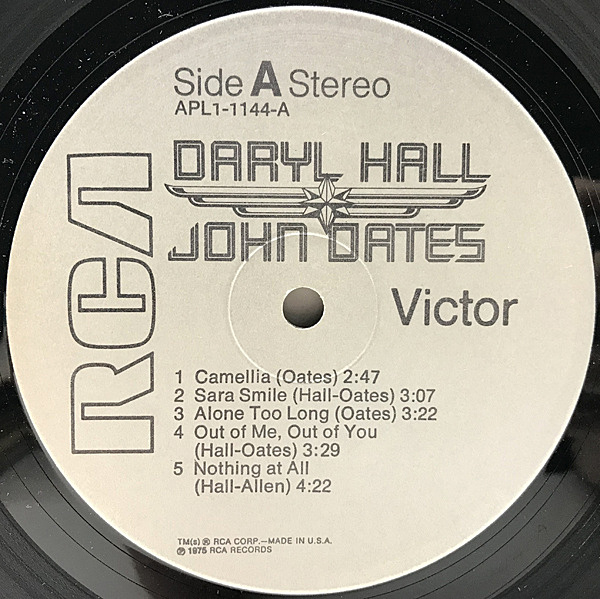 Side A Stereo
APL1-1144-A
DARYL HALL
JOHN OATES
RCA
Victor
1 Camellia (Oates) 2:47
2 Sara Smile (Hall-Oates) 3:07
3 Alone Too Long (Oates) 3:22
4 Out of Me, Out of You
(Hall-Oates) 3:29
5 Nothing at All
(Hall-Allen) 4:22
TM(s) ® RCA CORP.—MADE IN U.S.A.
℗ 1975 RCA RECORDS